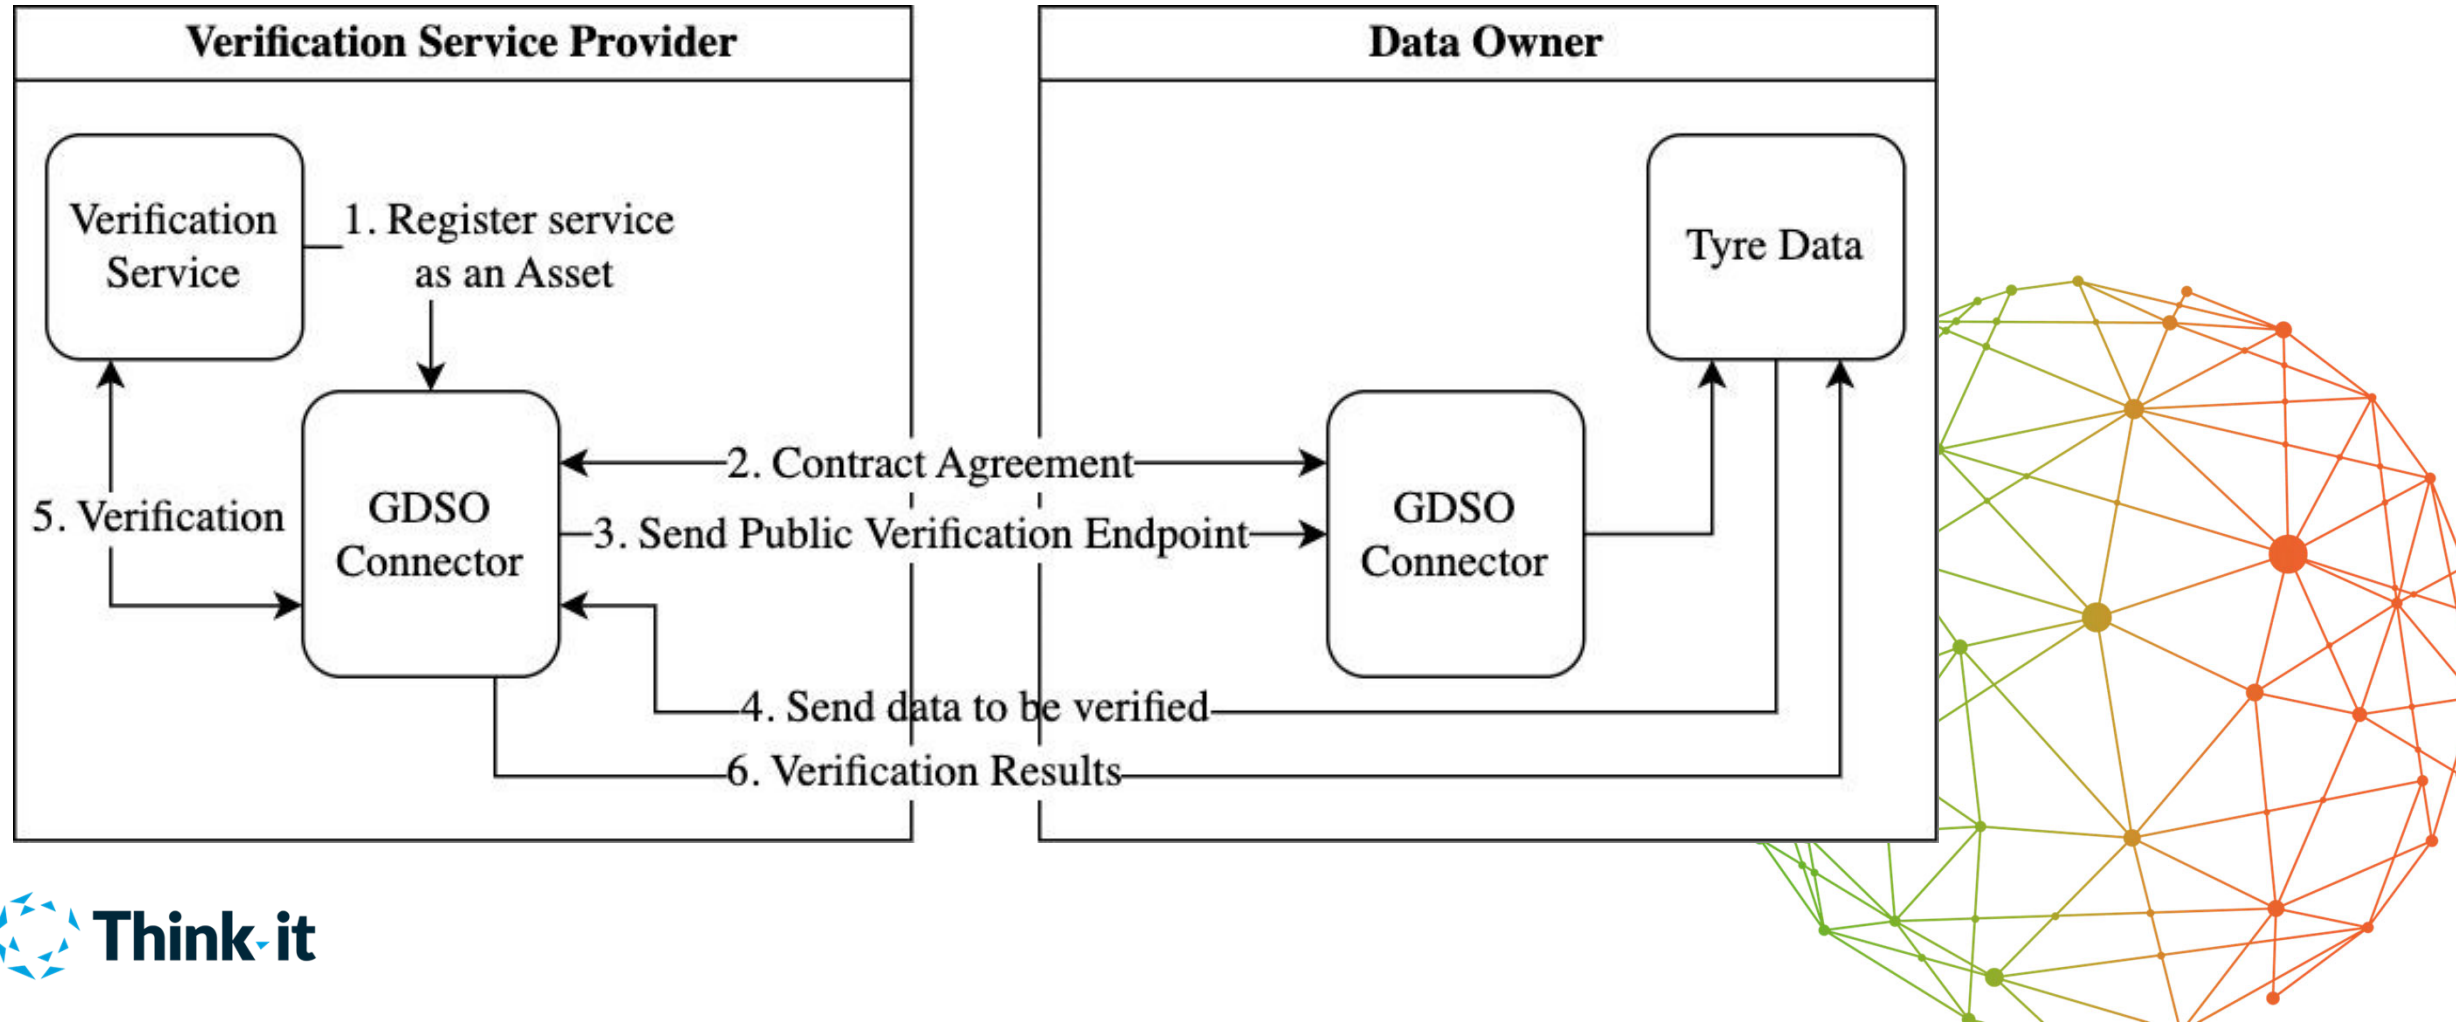 Verification Service Provider
Data Owner
Verification
Service
1. Register service
as an Asset
Tyre Data
2. Contract Agreement
5. Verification
GDSO
Connector
3. Send Public Verification Endpoint
GDSO
Connector
4. Send data to be verified
6. Verification Results
Think-it